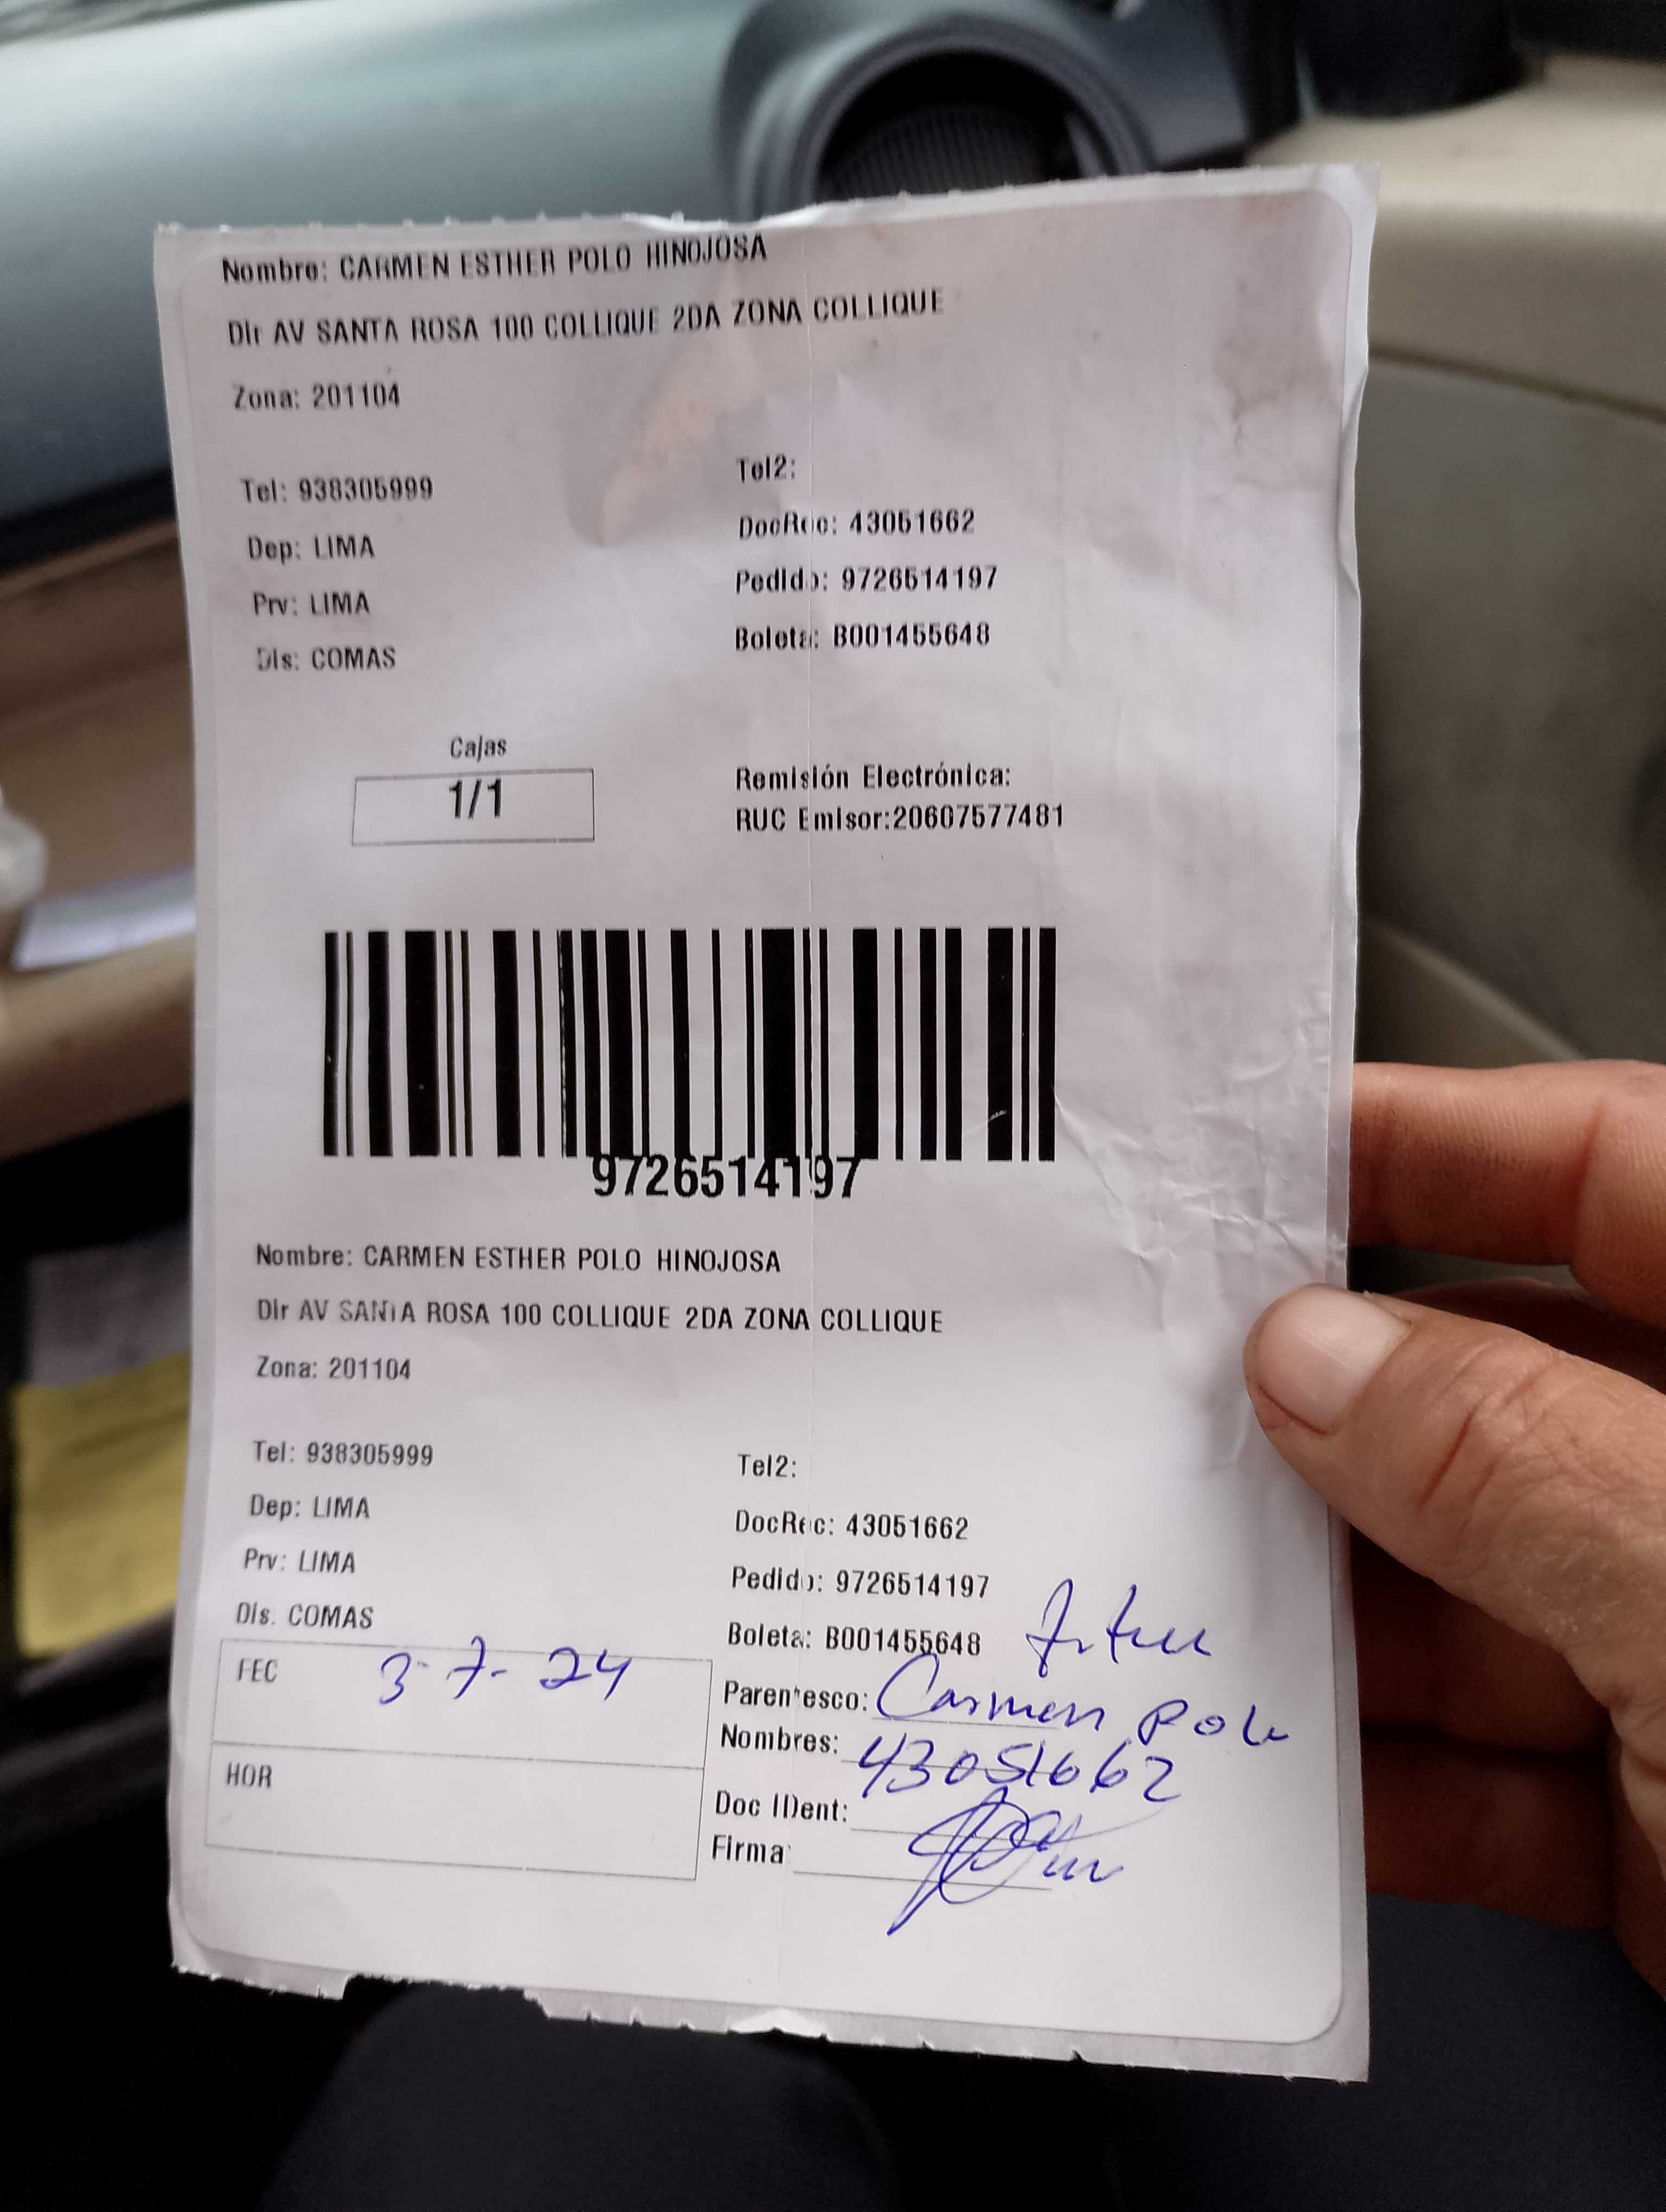 Nombre: CARMEN ESTHER POLO HINOJOSA
Dir AV SANTA ROSA 100 COLLIQUE 2DA ZONA COLLIQUE
Zona: 201104
Tel: 938305999
Tel2:
Dep: LIMA
DocRec: 43051662
Prv: LIMA
Pedido: 9726514197
Dis: COMAS
Boleta: B001455648
Cajas
1/1
Remisión Electrónica:
RUC Emisor:20607577481
9726514197
Nombre: CARMEN ESTHER POLO HINOJOSA
Dir AV SANTA ROSA 100 COLLIQUE 2DA ZONA COLLIQUE
Zona: 201104
Tel: 938305999
Tel2:
Dep: LIMA
DocRec: 43051662
Prv: LIMA
Pedido: 9726514197
Dis. COMAS
Boleta: B001455648
FEC 3-7-24
Parentesco: Carmen Polo
Nombres: 43051662
HOR
Doc IDent:
Firma